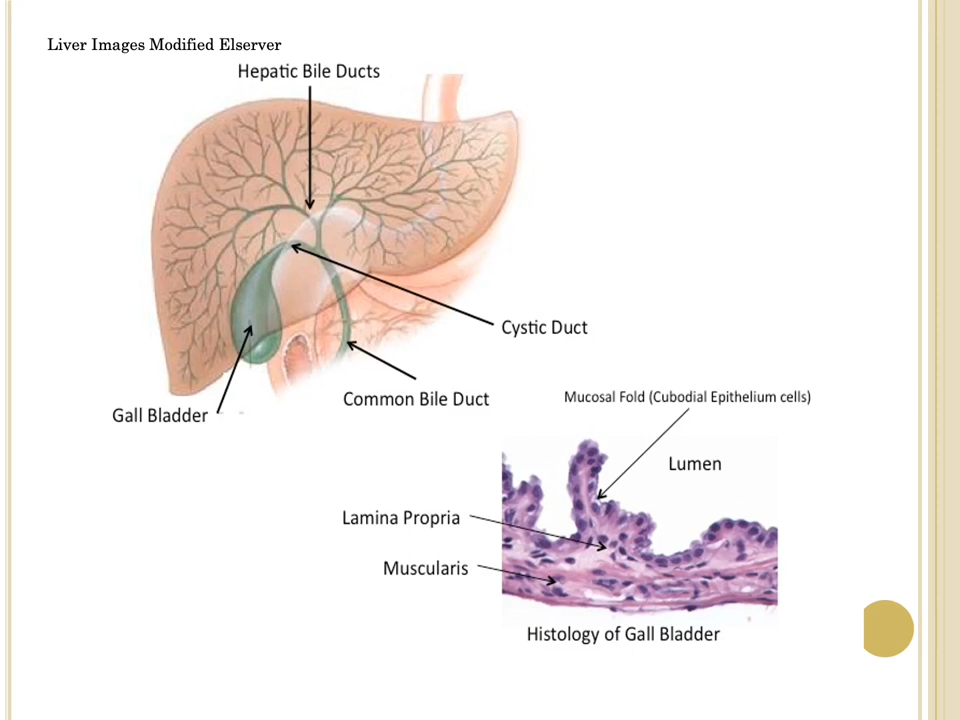 Liver Images Modified Elserver
Hepatic Bile Ducts
Cystic Duct
Common Bile Duct
Gall Bladder
Mucosal Fold (Cubodial Epithelium cells)
Lumen
Lamina Propria
Muscularis
Histology of Gall Bladder